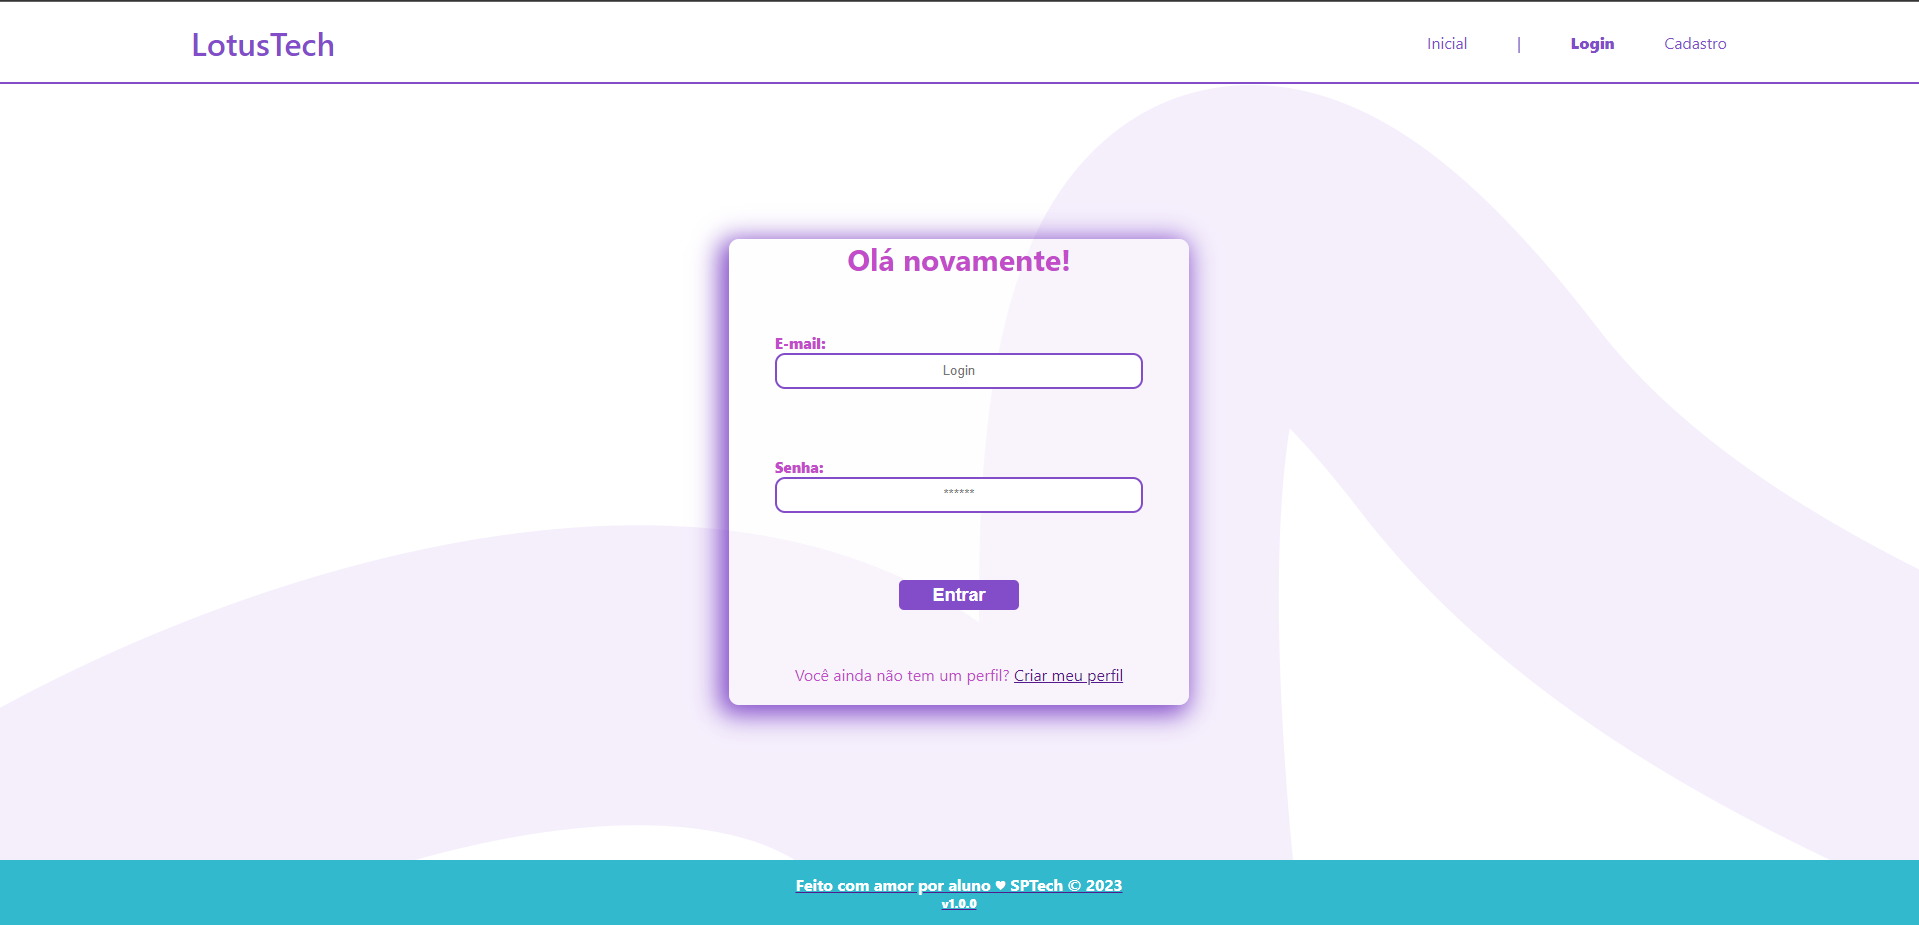 LotusTech
Inicial | Login Cadastro
Olá novamente!
E-mail:
Login
Senha:
******
Entrar
Você ainda não tem um perfil? Criar meu perfil
Feito com amor por aluno ♥ SPTech © 2023
v1.0.0